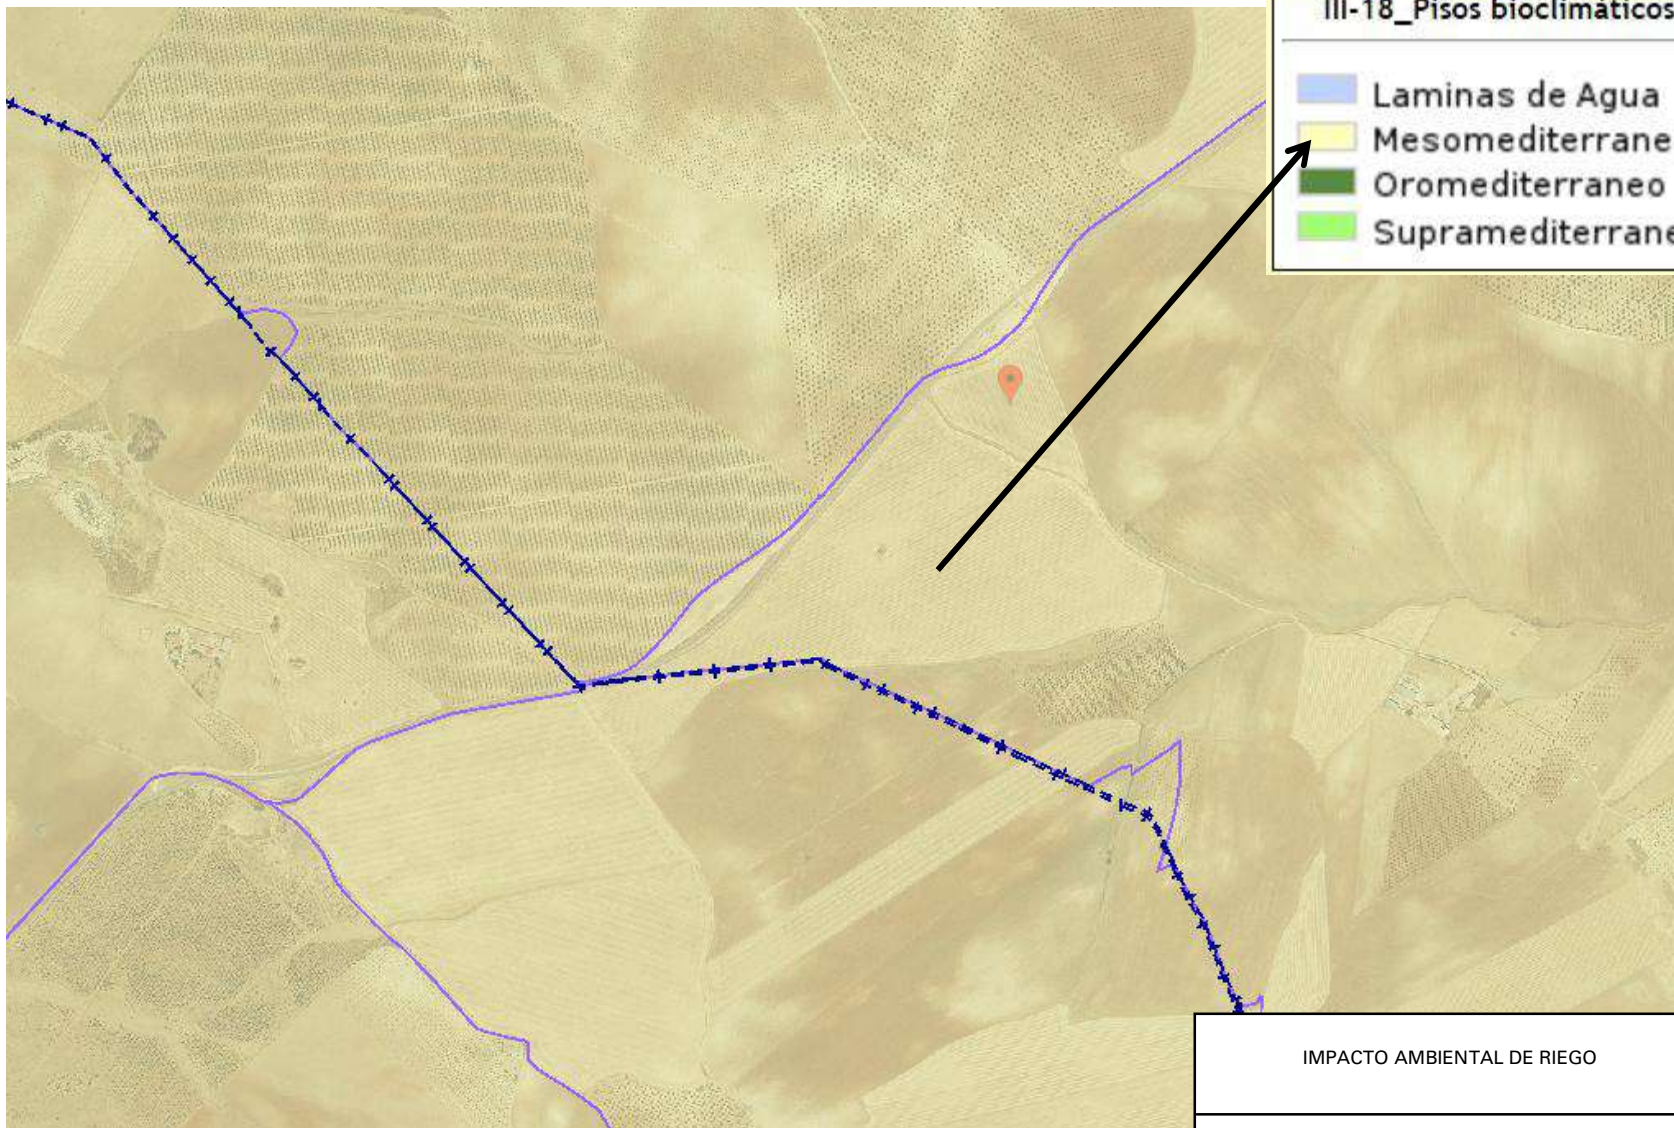 III-18_Pisos bioclimáticos
Laminas de Agua
Mesomediterrane
Oromediterraneo
Supramediterrane
IMPACTO AMBIENTAL DE RIEGO